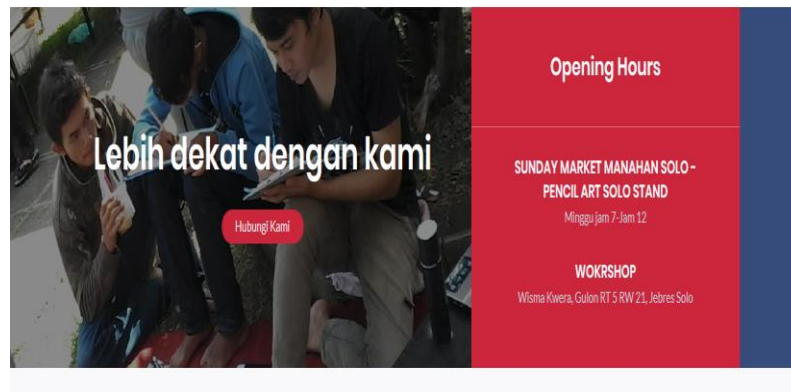 Lebih dekat dengan kami
Hubungi Kami
Opening Hours
SUNDAY MARKET MANAHAN SOLO –
PENCIL ART SOLO STAND
Minggu jam 7-Jam 12
WOKRSHOP
Wisma Kwera, Gulon RT 5 RW 21, Jebres Solo